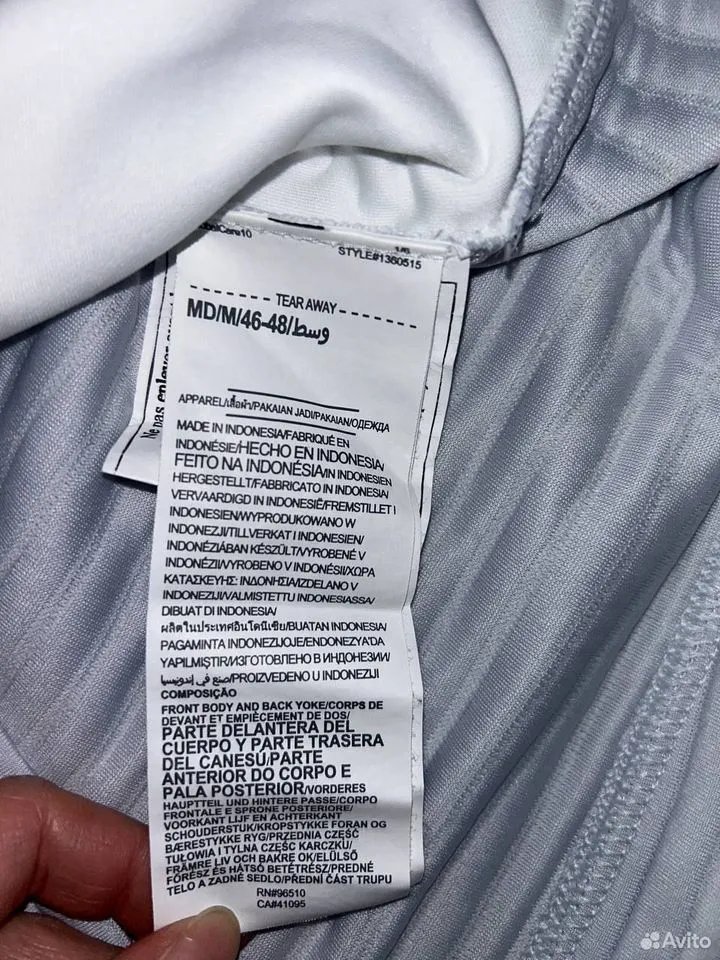 STYLE#1360515
TEAR AWAY
MD/M/46-48/وسط
APPAREL/เสื้อผ้า/PAKAIAN JADI/PAKAIAN/ОДЕЖДА
MADE IN INDONESIA/FABRIQUÉ EN
INDONÉSIE/HECHO EN INDONESIA/
FEITO NA INDONÉSIA/IN INDONESIEN
HERGESTELLT/FABBRICATO IN INDONESIA/
VERVAARDIGD IN INDONESIË/FREMSTILLET I
INDONESIEN/WYPRODUKOWANO W
INDONEZJI/TILLVERKAT I INDONESIEN/
INDONÉZIÁBAN KÉSZÜLT/VYROBENÉ V
INDONÉZII/VYROBENO V INDONÉSII/ΧΩΡΑ
ΚΑΤΑΣΚΕΥΗΣ: ΙΝΔΟΝΗΣΙΑ/IZDELANO V
INDONEZIJI/VALMISTETTU INDONESIASSA/
DIBUAT DI INDONESIA/
ผลิตในประเทศอินโดนีเซีย/BUATAN INDONESIA/
PAGAMINTA INDONEZIJOJE/ENDONEZYA'DA
YAPILMIŞTIR/ИЗГОТОВЛЕНО В ИНДОНЕЗИИ/
صنع في إندونيسيا/PROIZVEDENO U INDONEZIJI
COMPOSIÇÃO
FRONT BODY AND BACK YOKE/CORPS DE
DEVANT ET EMPIÈCEMENT DE DOS/
PARTE DELANTERA DEL
CUERPO Y PARTE TRASERA
DEL CANESÚ/PARTE
ANTERIOR DO CORPO E
PALA POSTERIOR/VORDERES
HAUPTTEIL UND HINTERE PASSE/CORPO
FRONTALE E SPRONE POSTERIORE/
VOORKANT LIJF EN ACHTERKANT
SCHOUDERSTUK/KROPSTYKKE FORAN OG
BÆRESTYKKE RYG/PRZEDNIA CZĘŚĆ
TUŁOWIA I TYLNA CZĘŚĆ KARCZKU/
FRÄMRE LIV OCH BAKRE OK/ELÜLSŐ
FŐRÉSZ ÉS HÁTSÓ BETÉTRÉSZ/PREDNÉ
TELO A ZADNÉ SEDLO/PŘEDNÍ ČÁST TRUPU
RN#96510
CA#41095
Ne pas enlever
Avito